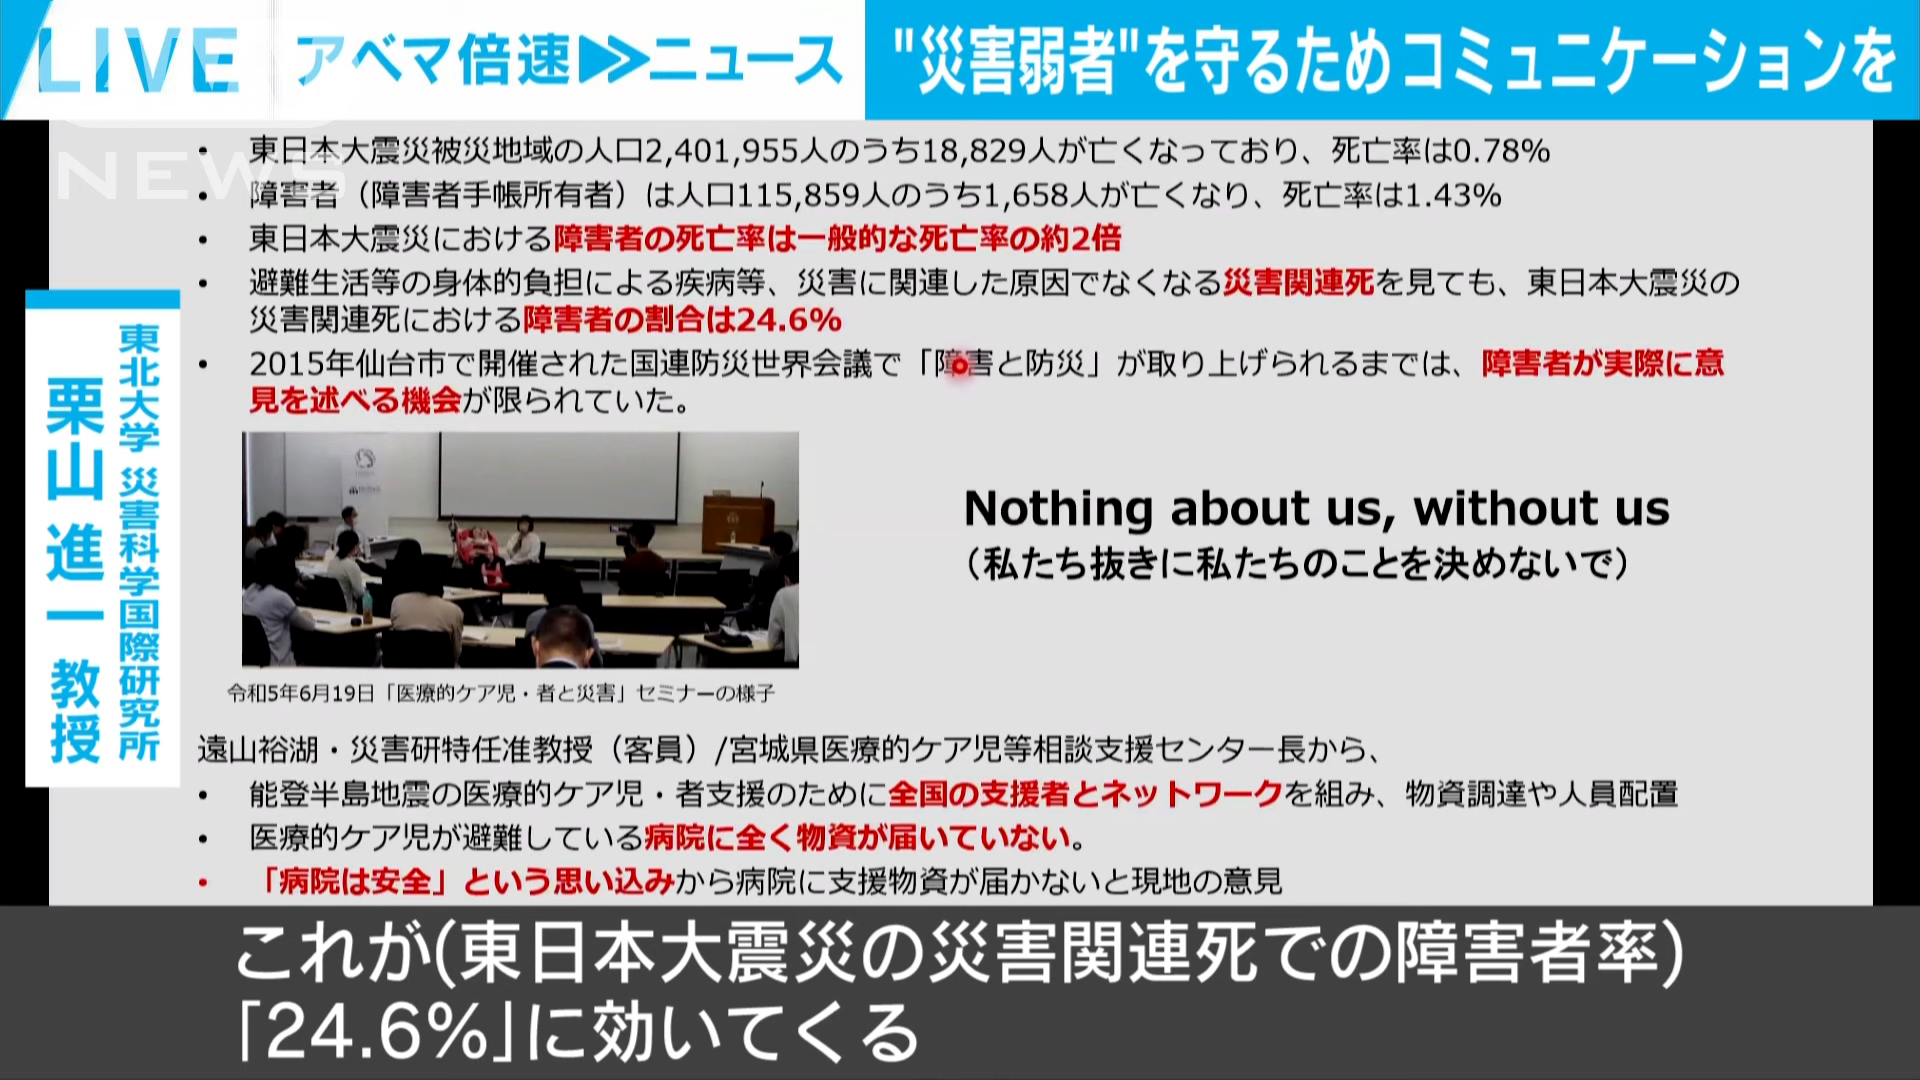 LIVE
アベマ倍速▶≫ニュース
"災害弱者"を守るためコミュニケーションを
NEWS
・ 東日本大震災被災地域の人口2,401,955人のうち18,829人が亡くなっており、死亡率は0.78%
・ 障害者（障害者手帳所有者）は人口115,859人のうち1,658人が亡くなり、死亡率は1.43%
・ 東日本大震災における障害者の死亡率は一般的な死亡率の約2倍
・ 避難生活等の身体的負担による疾病等、災害に関連した原因でなくなる災害関連死を見ても、東日本大震災の
災害関連死における障害者の割合は24.6%
・ 2015年仙台市で開催された国連防災世界会議で「障害と防災」が取り上げられるまでは、障害者が実際に意
見を述べる機会が限られていた。
東北大学 災害科学国際研究所
栗山 進一 教授
Nothing about us, without us
（私たち抜きに私たちのことを決めないで）
令和5年6月19日「医療的ケア児・者と災害」セミナーの様子
遠山裕湖・災害研特任准教授（客員）/宮城県医療的ケア児等相談支援センター長から、
・ 能登半島地震の医療的ケア児・者支援のために全国の支援者とネットワークを組み、物資調達や人員配置
・ 医療的ケア児が避難している病院に全く物資が届いていない。
・ 「病院は安全」という思い込みから病院に支援物資が届かないと現地の意見
これが(東日本大震災の災害関連死での障害者率)
「24.6%」に効いてくる